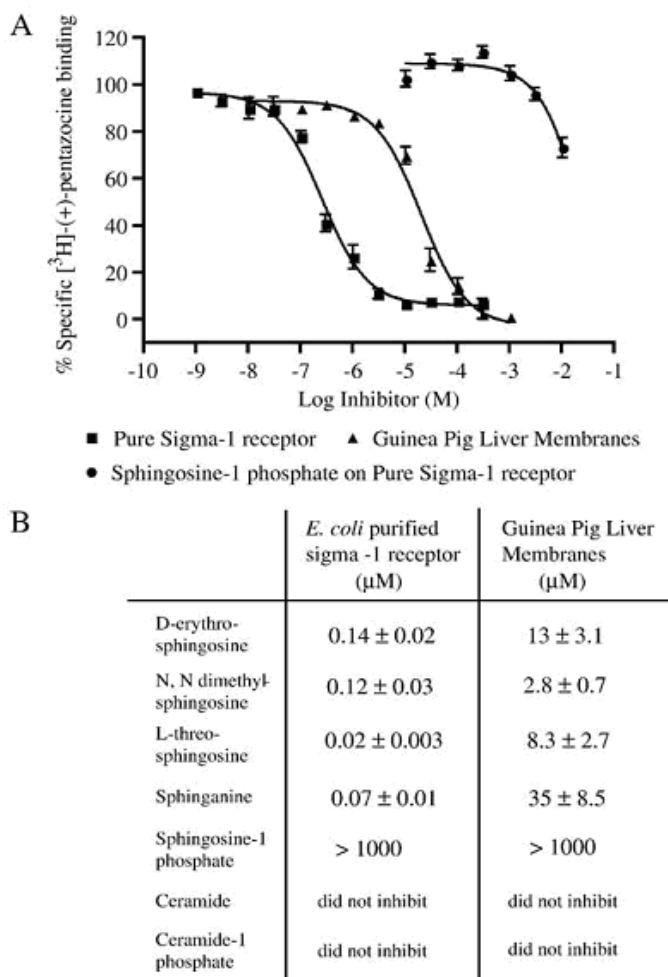 A
% Specific [³H]-(+)-pentazocine binding
120
100
80
60
40
20
0
-10 -9 -8 -7 -6 -5 -4 -3 -2 -1
Log Inhibitor (M)
■ Pure Sigma-1 receptor ▲ Guinea Pig Liver Membranes
● Sphingosine-1 phosphate on Pure Sigma-1 receptor
B
E. coli purified
sigma -1 receptor
(μM)
Guinea Pig Liver
Membranes
(μM)
D-erythro-
sphingosine
0.14 ± 0.02
13 ± 3.1
N, N dimethyl-
sphingosine
0.12 ± 0.03
2.8 ± 0.7
L-threo-
sphingosine
0.02 ± 0.003
8.3 ± 2.7
Sphinganine
0.07 ± 0.01
35 ± 8.5
Sphingosine-1
phosphate
> 1000
> 1000
Ceramide
did not inhibit
did not inhibit
Ceramide-1
phosphate
did not inhibit
did not inhibit